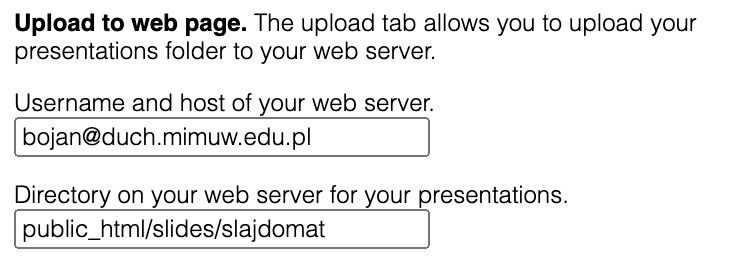 Upload to web page. The upload tab allows you to upload your
presentations folder to your web server.
Username and host of your web server.
bojan@duch.mimuw.edu.pl
Directory on your web server for your presentations.
public_html/slides/slajdomat